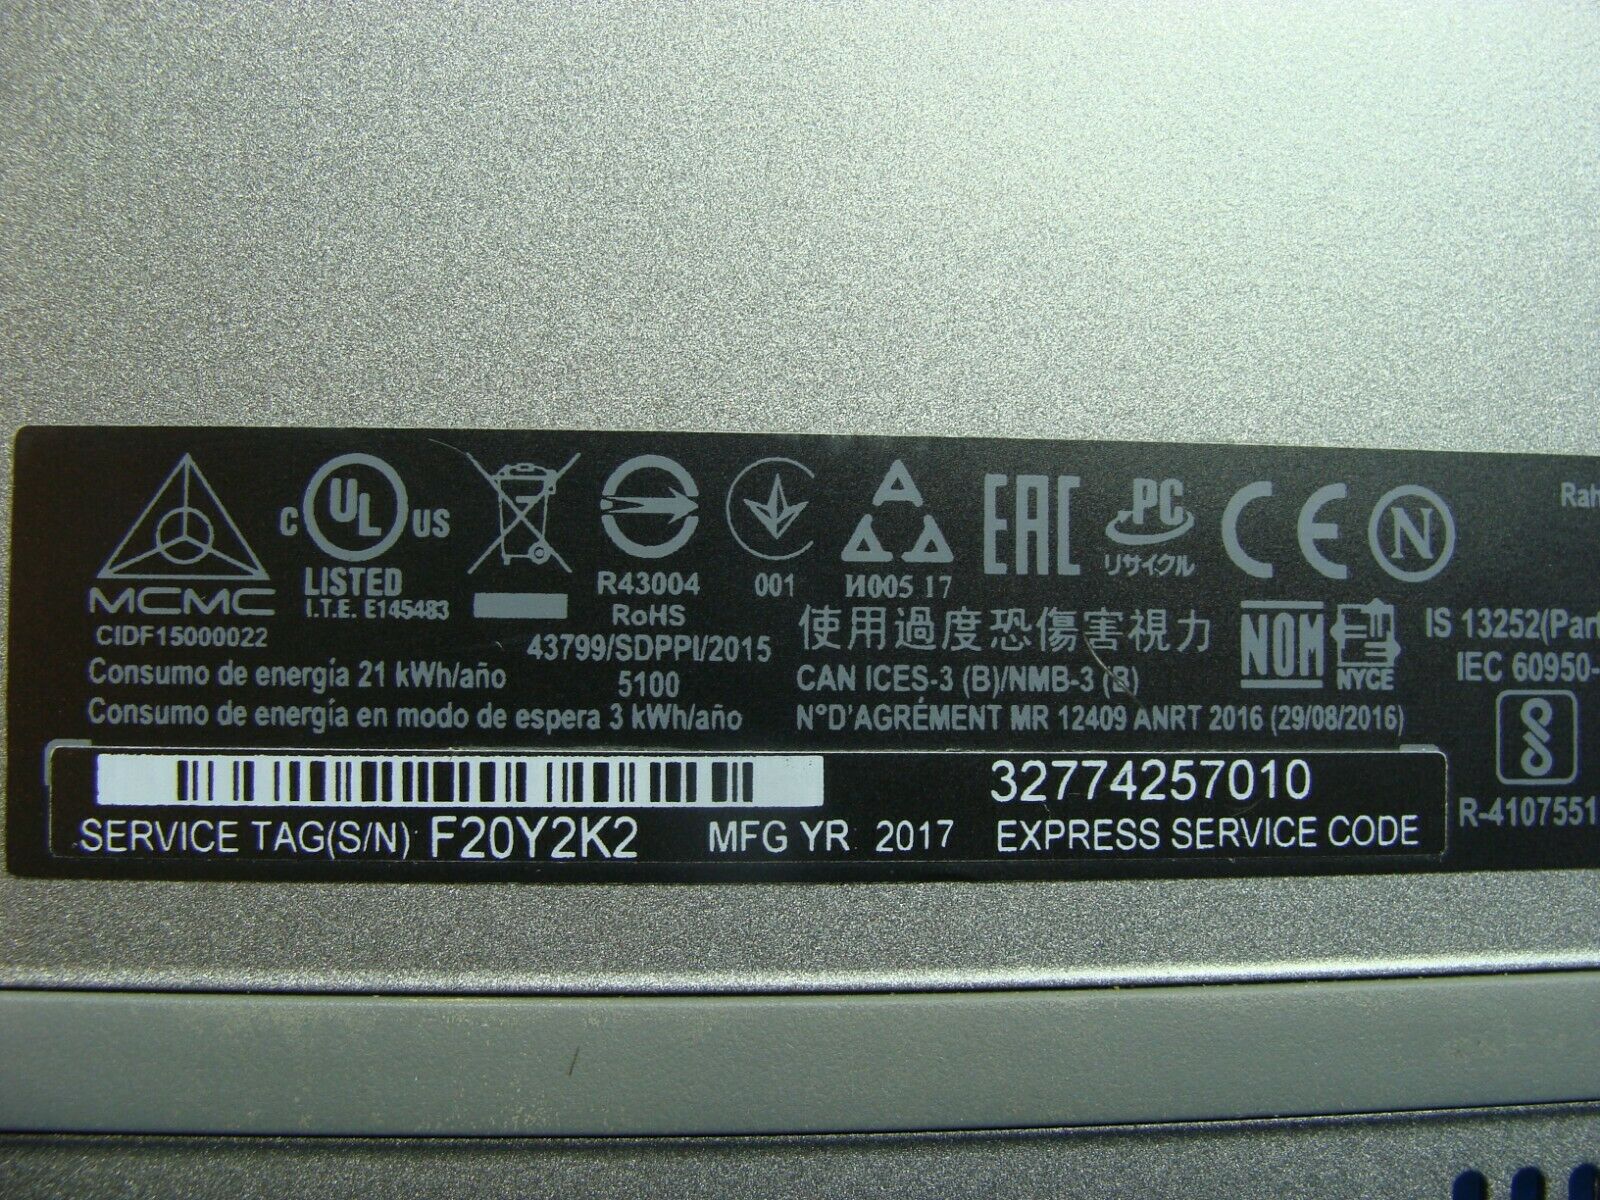 MCMC
CIDF15000022
C UL US
LISTED
I.T.E. E145483
R43004
RoHS
43799/SDPPI/2015
5100
001
И005 17
EAC
PC
リサイクル
CE
N
使用過度恐傷害視力
CAN ICES-3 (B)/NMB-3 (B)
N°D'AGRÉMENT MR 12409 ANRT 2016 (29/08/2016)
NOM
NYCE
Consumo de energía 21 kWh/año
Consumo de energía en modo de espera 3 kWh/año
Rah
IS 13252(Part
IEC 60950-
R-4107551
32774257010
SERVICE TAG(S/N) F20Y2K2 MFG YR 2017 EXPRESS SERVICE CODE